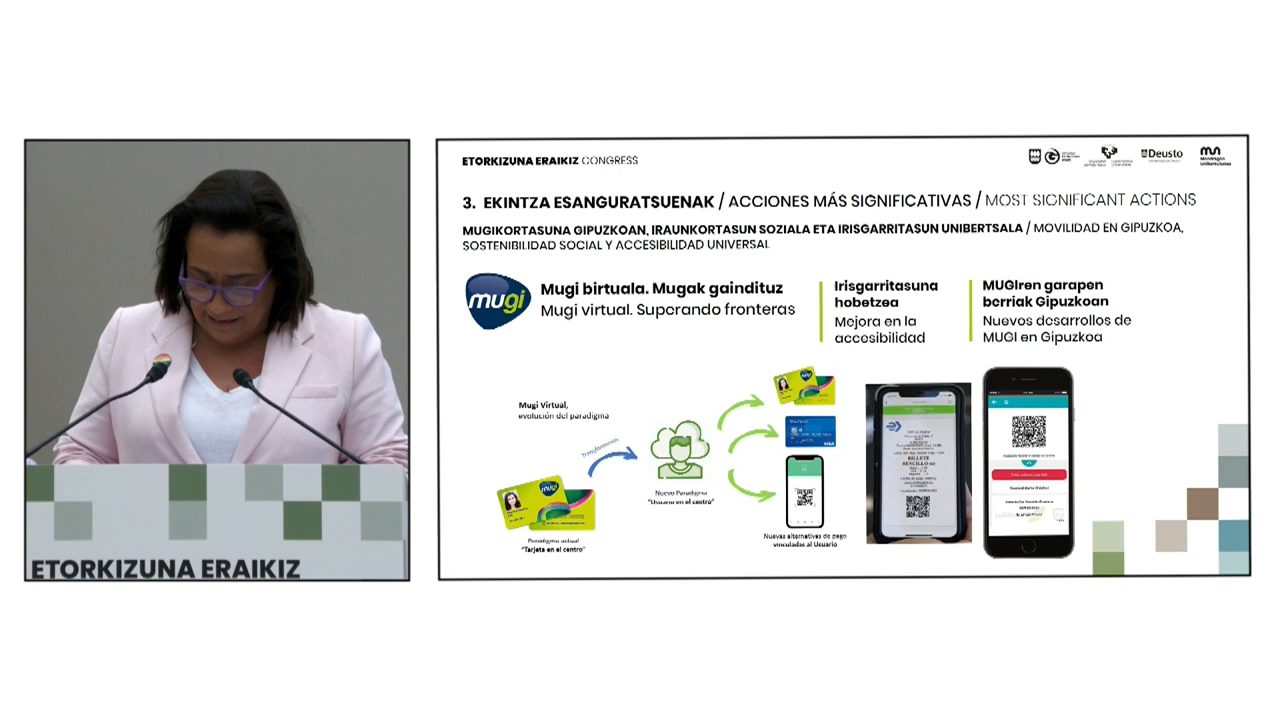 ETORKIZUNA ERAIKIZ
ETORKIZUNA ERAIKIZ CONGRESS
Deusto
3. EKINTZA ESANGURATSUENAK / ACCIONES MÁS SIGNIFICATIVAS / MOST SIGNIFICANT ACTIONS
MUGIKORTASUNA GIPUZKOAN, IRAUNKORTASUN SOZIALA ETA IRISGARRITASUN UNIBERTSALA / MOVILIDAD EN GIPUZKOA,
SOSTENIBILIDAD SOCIAL Y ACCESIBILIDAD UNIVERSAL
mugi
Mugi birtuala. Mugak gaindituz
Mugi virtual. Superando fronteras
Irisgarritasuna
hobetzea
Mejora en la
accesibilidad
MUGIren garapen
berriak Gipuzkoan
Nuevos desarrollos de
MUGI en Gipuzkoa
Mugi Virtual,
evolución del paradigma
Transformación
mugi
Paradigma actual
"Tarjeta en el centro"
Nuevo Paradigma
"Usuario en el centro"
VISA
Nuevas alternativas de pago
vinculadas al Usuario
BILLETE
SENCILLO